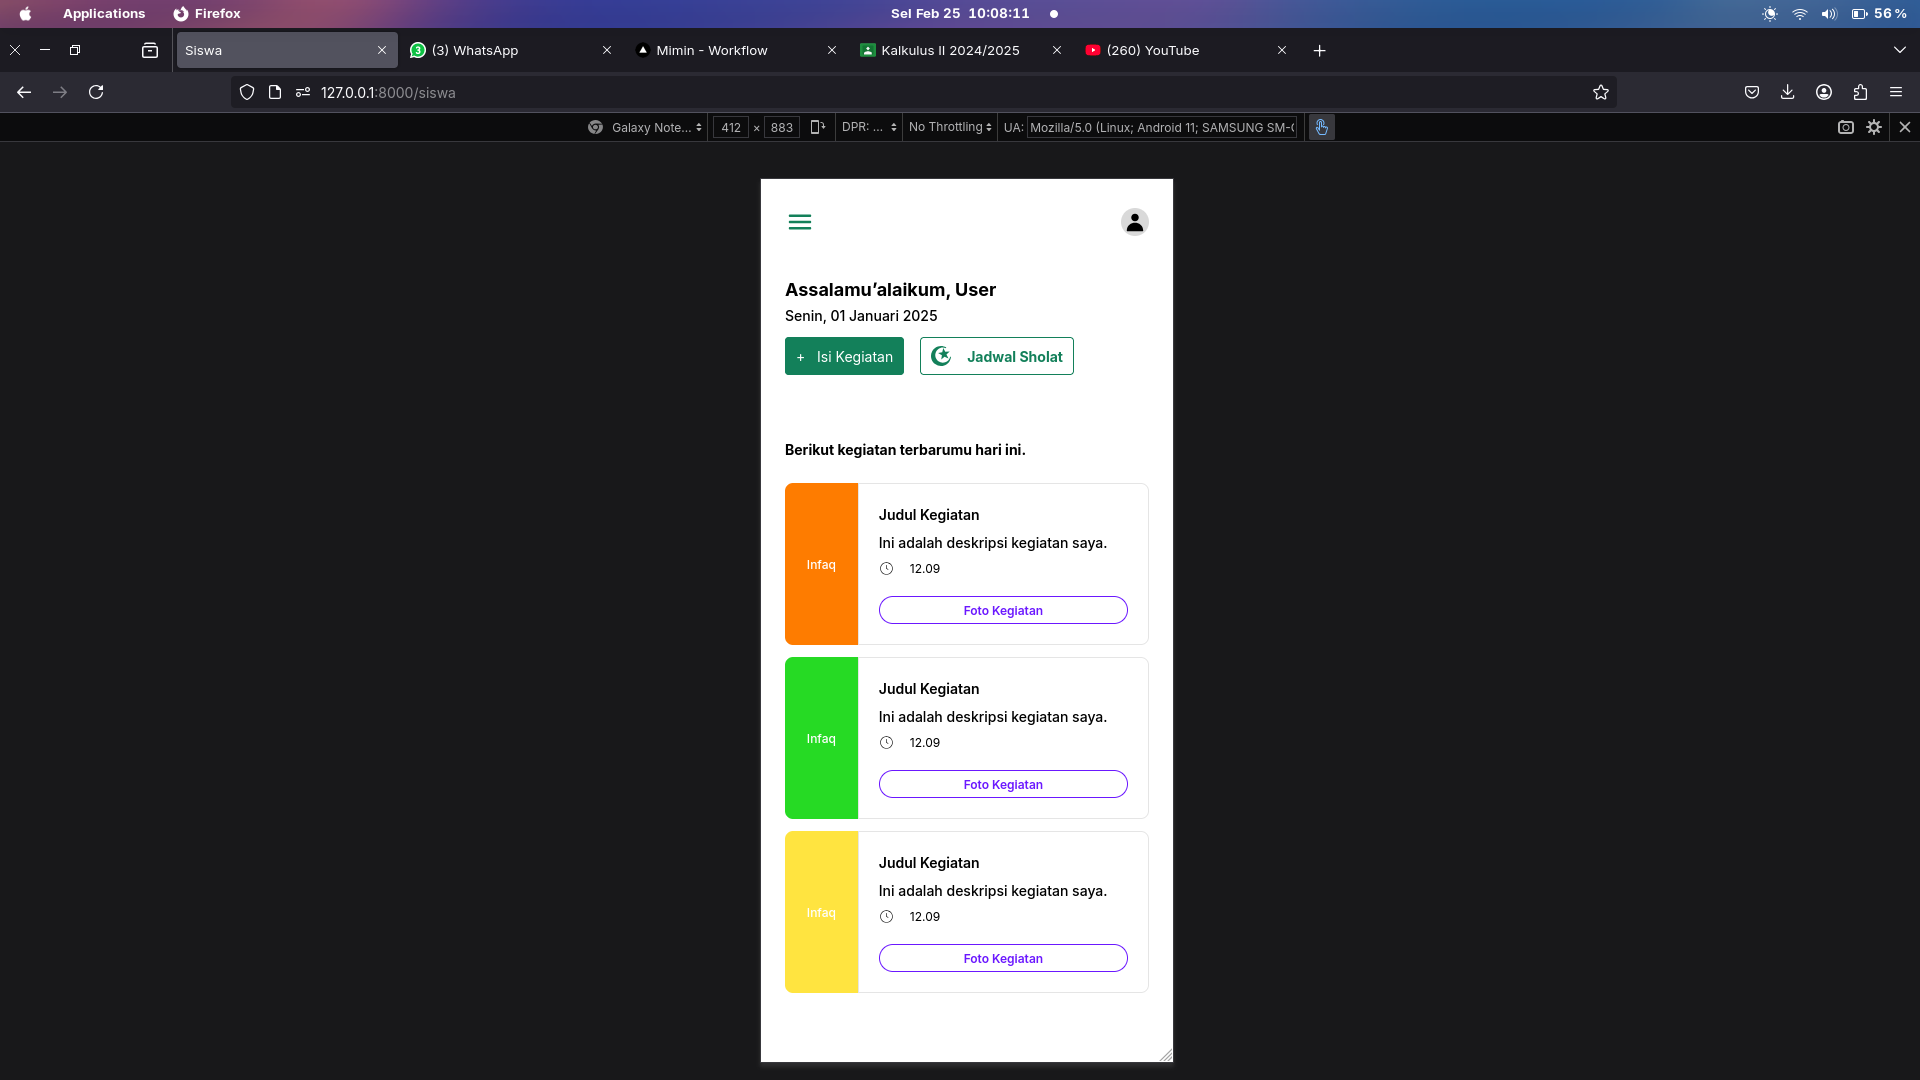 Applications Firefox Sel Feb 25 10:08:11 56 %
Siswa 3 (3) WhatsApp Mimin - Workflow Kalkulus II 2024/2025 (260) YouTube
127.0.0.1:8000/siswa
Galaxy Note... 412 × 883 DPR: ... No Throttling UA: Mozilla/5.0 (Linux; Android 11; SAMSUNG SM-
Assalamu’alaikum, User
Senin, 01 Januari 2025
+ Isi Kegiatan Jadwal Sholat
Berikut kegiatan terbarumu hari ini.
Judul Kegiatan
Ini adalah deskripsi kegiatan saya.
Infaq 12.09
Foto Kegiatan
Judul Kegiatan
Ini adalah deskripsi kegiatan saya.
Infaq 12.09
Foto Kegiatan
Judul Kegiatan
Ini adalah deskripsi kegiatan saya.
Infaq 12.09
Foto Kegiatan